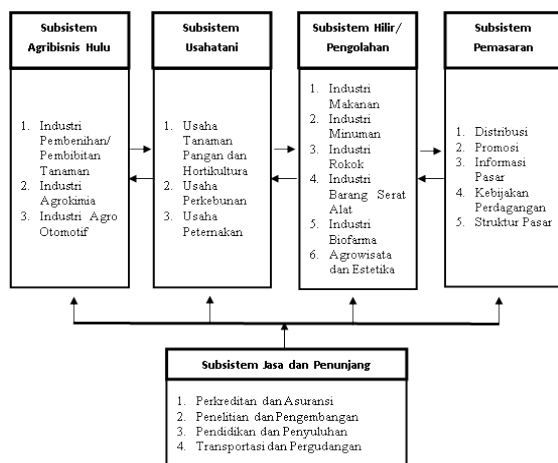 Subsistem
Agribisnis Hulu
1. Industri
Pembenihan/
Pembibitan
Tanaman
2. Industri
Agrokimia
3. Industri Agro
Otomotif
Subsistem
Usahatani
1. Usaha
Tanaman
Pangan dan
Hortikultura
2. Usaha
Perkebunan
3. Usaha
Peternakan
Subsistem Hilir/
Pengolahan
1. Industri
Makanan
2. Industri
Minuman
3. Industri
Rokok
4. Industri
Barang Serat
Alat
5. Industri
Biofarma
6. Agrowisata
dan Estetika
Subsistem
Pemasaran
1. Distribusi
2. Promosi
3. Informasi
Pasar
4. Kebijakan
Perdagangan
5. Struktur Pasar
Subsistem Jasa dan Penunjang
1. Perkreditan dan Asuransi
2. Penelitian dan Pengembangan
3. Pendidikan dan Penyuluhan
4. Transportasi dan Pergudangan